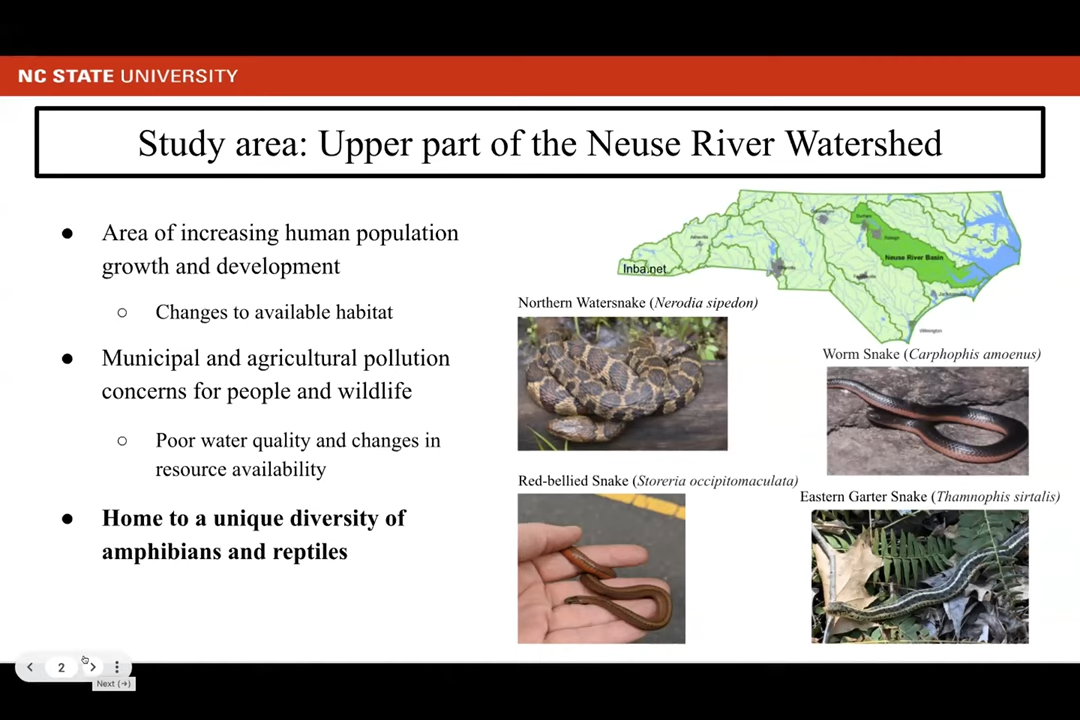 NC STATE UNIVERSITY
Study area: Upper part of the Neuse River Watershed
● Area of increasing human population
growth and development
○ Changes to available habitat
● Municipal and agricultural pollution
concerns for people and wildlife
○ Poor water quality and changes in
resource availability
● Home to a unique diversity of
amphibians and reptiles
Neuse River Basin
Durham
Raleigh
Wilmington
lnba.net
Northern Watersnake (Nerodia sipedon)
Worm Snake (Carphophis amoenus)
Red-bellied Snake (Storeria occipitomaculata)
Eastern Garter Snake (Thamnophis sirtalis)
2
Next (→)